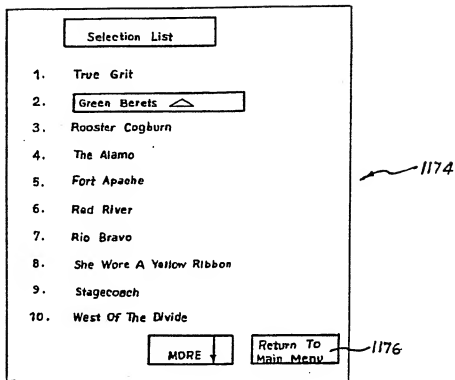 Selection List
1. True Grit
2. Green Berets
3. Rooster Cogburn
4. The Alamo
5. Fort Apache
6. Red River
7. Rio Bravo
8. She Wore A Yellow Ribbon
9. Stagecoach
10. West Of The Divide
MORE
Return To
Main Menu
1174
1176